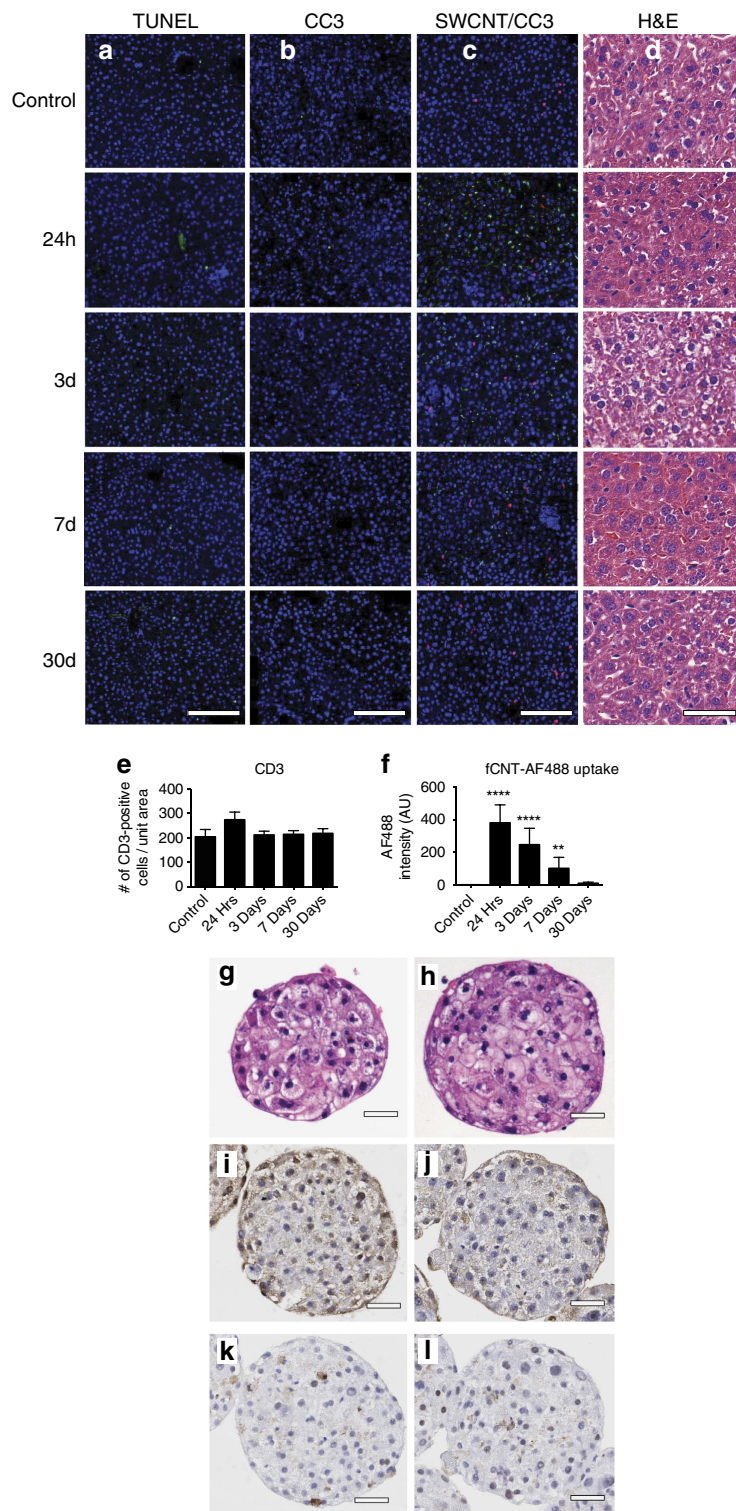 TUNEL CC3 SWCNT/CC3 H&E
a b c d
Control
24h
3d
7d
30d
e CD3
# of CD3-positive
cells / unit area
400
300
200
100
0
Control 24 Hrs 3 Days 7 Days 30 Days
f fCNT-AF488 uptake
AF488
intensity (AU)
600
400
200
0
**** **** **
Control 24 Hrs 3 Days 7 Days 30 Days
g h
i j
k l